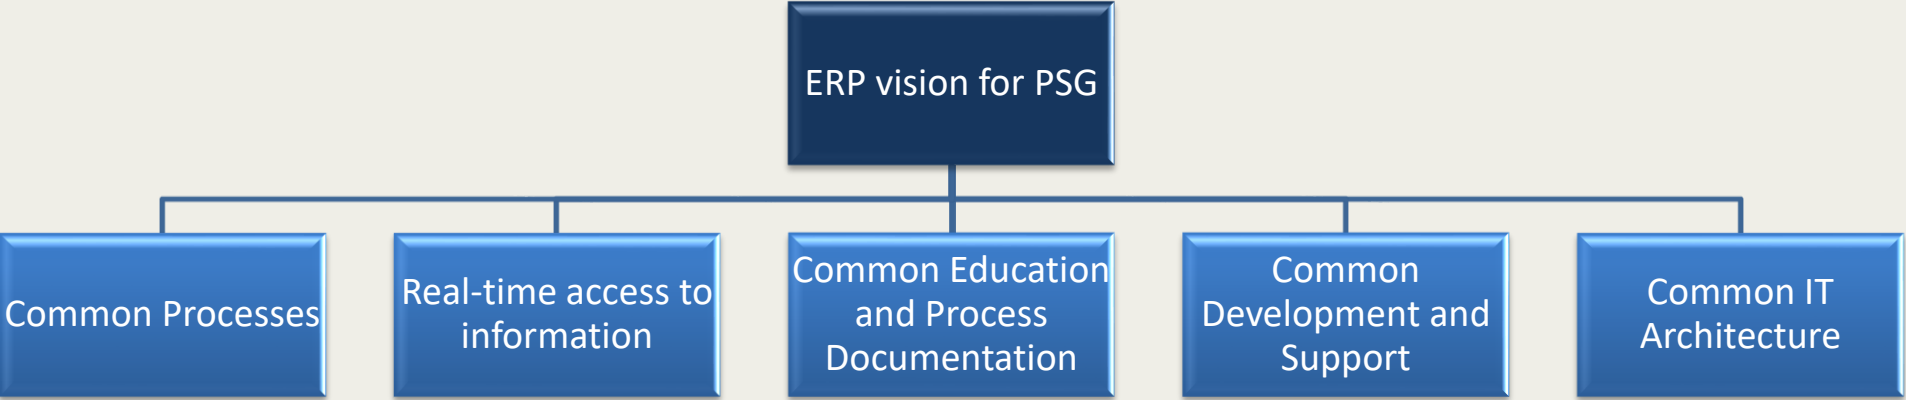 ERP vision for PSG
Common Processes
Real-time access to
information
Common Education
and Process
Documentation
Common
Development and
Support
Common IT
Architecture